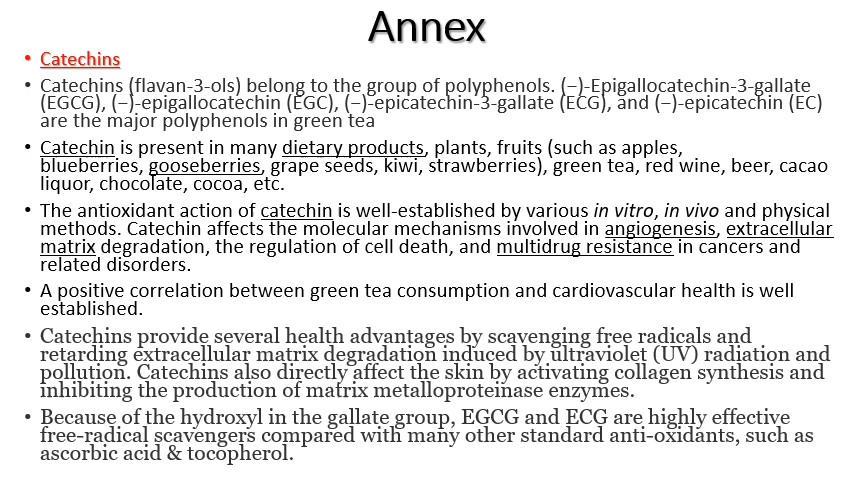 Annex
• Catechins
• Catechins (flavan-3-ols) belong to the group of polyphenols. (−)-Epigallocatechin-3-gallate
(EGCG), (−)-epigallocatechin (EGC), (−)-epicatechin-3-gallate (ECG), and (−)-epicatechin (EC)
are the major polyphenols in green tea
• Catechin is present in many dietary products, plants, fruits (such as apples,
blueberries, gooseberries, grape seeds, kiwi, strawberries), green tea, red wine, beer, cacao
liquor, chocolate, cocoa, etc.
• The antioxidant action of catechin is well-established by various in vitro, in vivo and physical
methods. Catechin affects the molecular mechanisms involved in angiogenesis, extracellular
matrix degradation, the regulation of cell death, and multidrug resistance in cancers and
related disorders.
• A positive correlation between green tea consumption and cardiovascular health is well
established.
• Catechins provide several health advantages by scavenging free radicals and
retarding extracellular matrix degradation induced by ultraviolet (UV) radiation and
pollution. Catechins also directly affect the skin by activating collagen synthesis and
inhibiting the production of matrix metalloproteinase enzymes.
• Because of the hydroxyl in the gallate group, EGCG and ECG are highly effective
free-radical scavengers compared with many other standard anti-oxidants, such as
ascorbic acid & tocopherol.